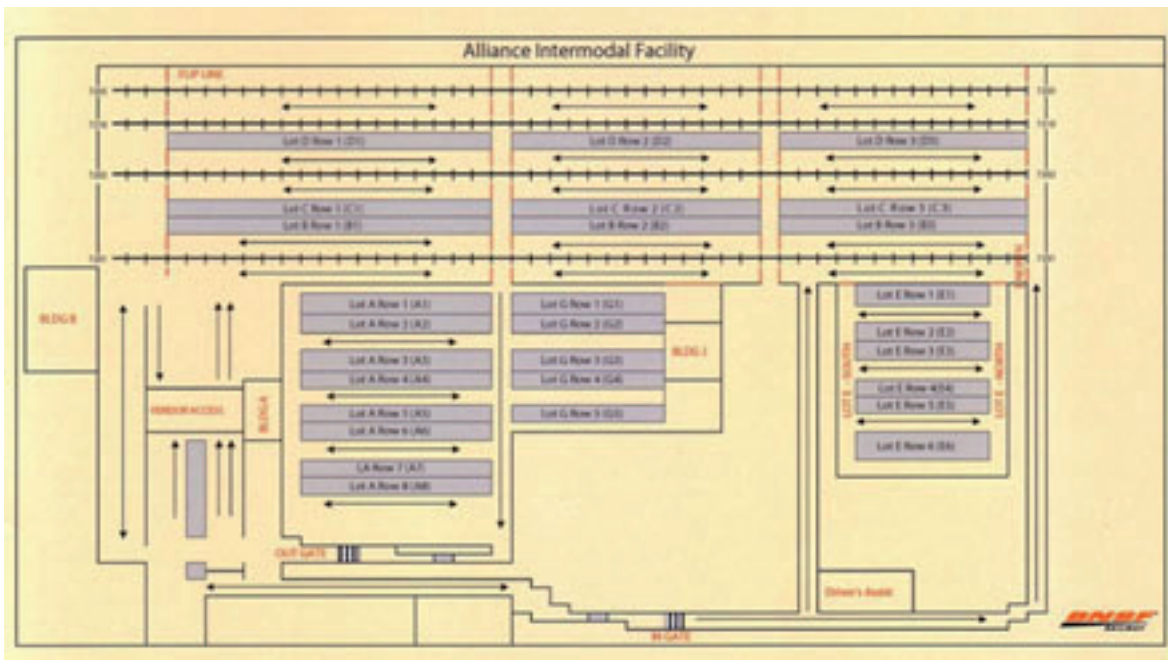 Alliance Intermodal Facility
FLIP LINE
Lot D Row 1 (D1)
Lot D Row 2 (D2)
Lot D Row 3 (D3)
Lot C Row 1 (C1)
Lot C Row 2 (C2)
Lot C Row 3 (C3)
Lot B Row 1 (B1)
Lot B Row 2 (B2)
Lot B Row 3 (B3)
BLDG B
Lot A Row 1 (A1)
Lot A Row 2 (A2)
Lot A Row 3 (A3)
Lot A Row 4 (A4)
Lot A Row 5 (A5)
Lot A Row 6 (A6)
LA Row 7 (A7)
Lot A Row 8 (A8)
Lot G Row 1 (G1)
Lot G Row 2 (G2)
Lot G Row 3 (G3)
Lot G Row 4 (G4)
Lot G Row 5 (G5)
Lot E Row 1 (E1)
Lot E Row 2 (E2)
Lot E Row 3 (E3)
Lot E Row 4(E4)
Lot E Row 5 (E5)
Lot E Row 6 (E6)
LOT E - SOUTH
LOT E - NORTH
VENDOR ACCESS
BLDG A
OUT GATE
Driver's Assist
IN GATE
BNSF
RAILWAY